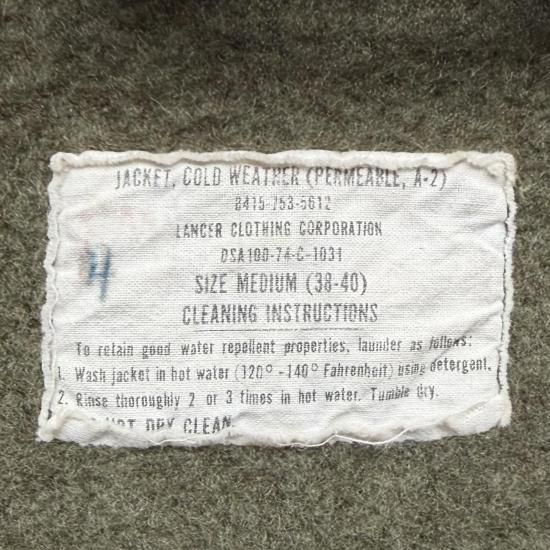 JACKET, COLD WEATHER (PERMEABLE, A-2)
8415-753-5612
LANCER CLOTHING CORPORATION
DSA100-74-C-1031
SIZE MEDIUM (38-40)
CLEANING INSTRUCTIONS
To retain good water repellent properties, launder as follows:
1. Wash jacket in hot water (120° -140° Fahrenheit) using detergent.
2. Rinse thoroughly 2 or 3 times in hot water. Tumble dry.
NOT DRY CLEAN.
H